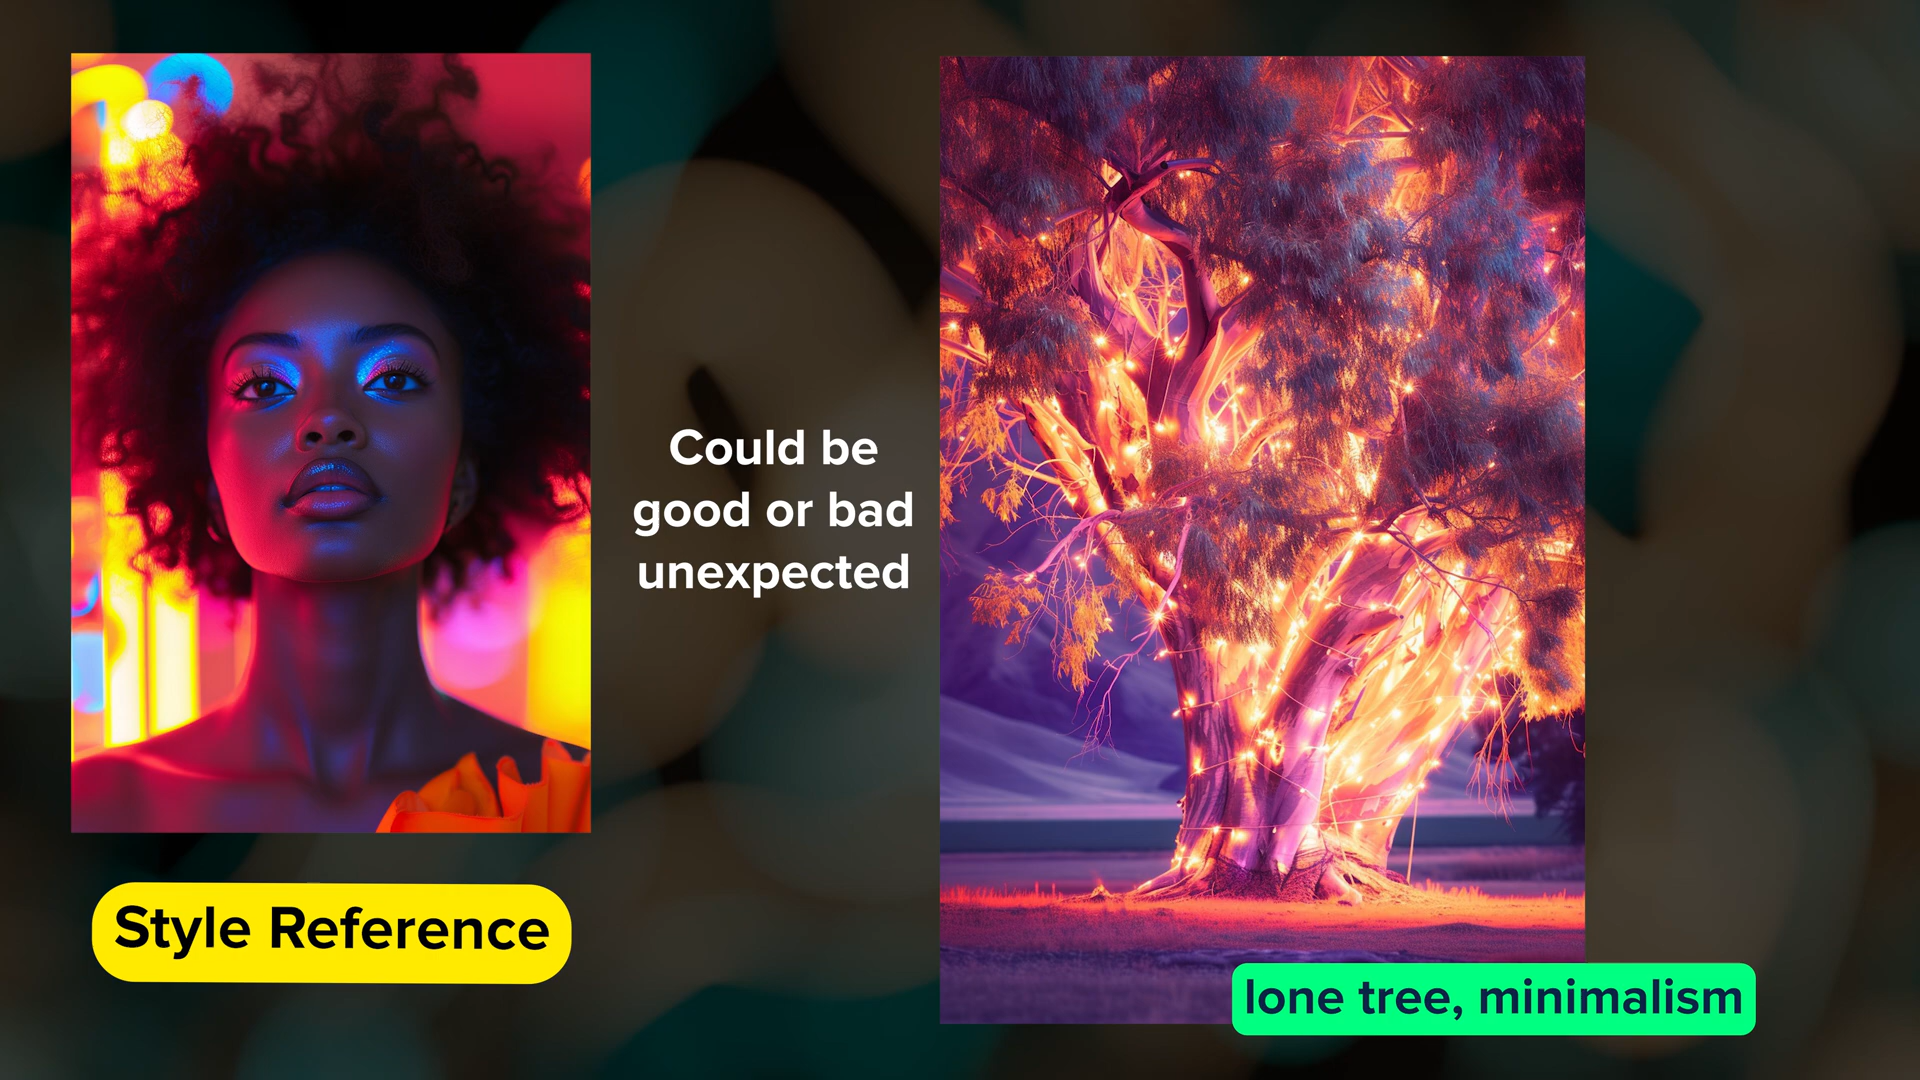 Could be
good or bad
unexpected
Style Reference
lone tree, minimalism